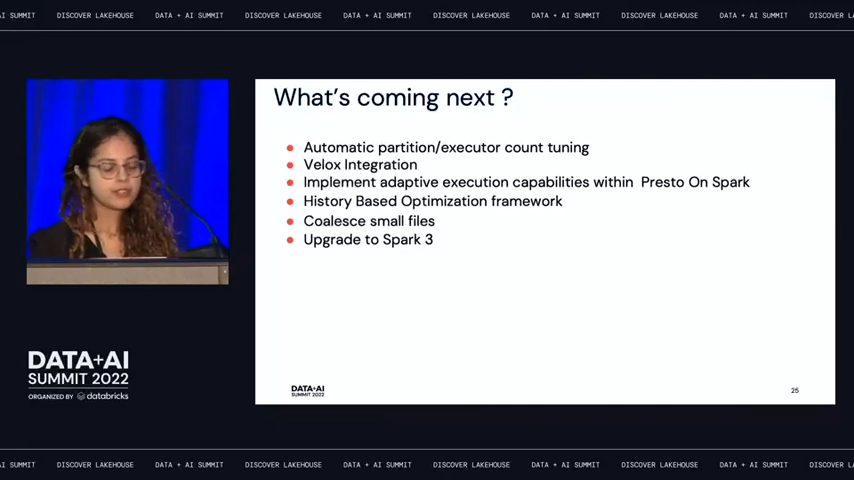 AI SUMMIT DISCOVER LAKEHOUSE DATA + AI SUMMIT DISCOVER LAKEHOUSE DATA + AI SUMMIT DISCOVER LAKEHOUSE DATA + AI SUMMIT DISCOVER LAKEHOUSE DATA + AI SUMMIT DISCOVER LA
What's coming next ?
Automatic partition/executor count tuning
Velox Integration
Implement adaptive execution capabilities within Presto On Spark
History Based Optimization framework
Coalesce small files
Upgrade to Spark 3
DATA+AI
SUMMIT 2022
25
DATA+AI
SUMMIT 2022
ORGANIZED BY databricks
AI SUMMIT DISCOVER LAKEHOUSE DATA + AI SUMMIT DISCOVER LAKEHOUSE DATA + AI SUMMIT DISCOVER LAKEHOUSE DATA + AI SUMMIT DISCOVER LAKEHOUSE DATA + AI SUMMIT DISCOVER LA